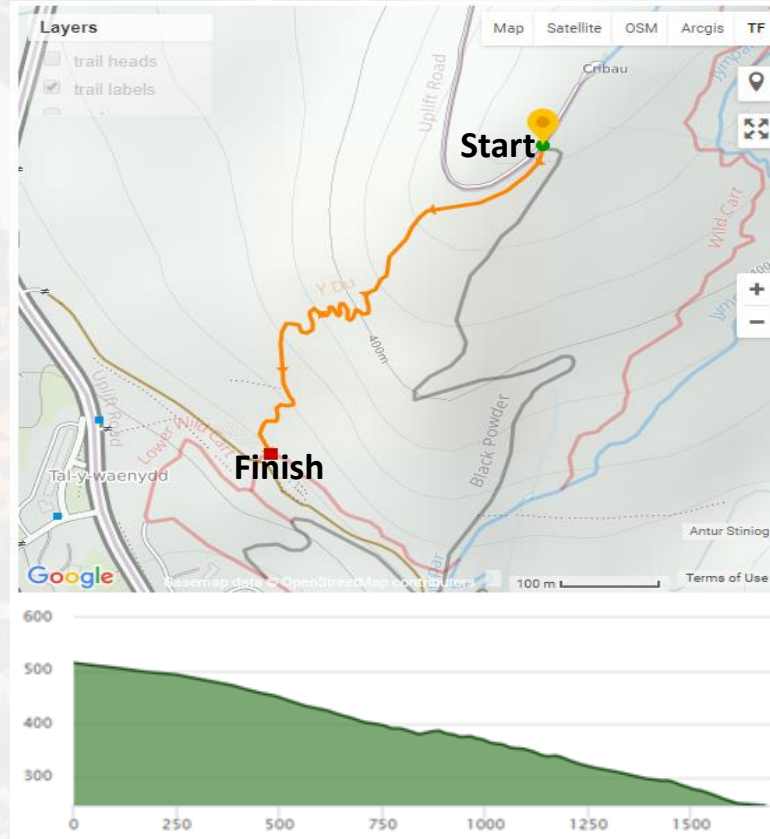 Layers
trail heads
trail labels
Map Satellite OSM Arcgis TF
Uplift Road
Cribau
Start
Wild Cart
Y Du
400m
Black Powder
Uplift Road
Lower Wild Cart
Finish
Tal-y-waenydd
Antur Stiniog
Google
Basemap data © OpenStreetMap contributors
100 m
Terms of Use
600
500
400
300
0 250 500 750 1000 1250 1500